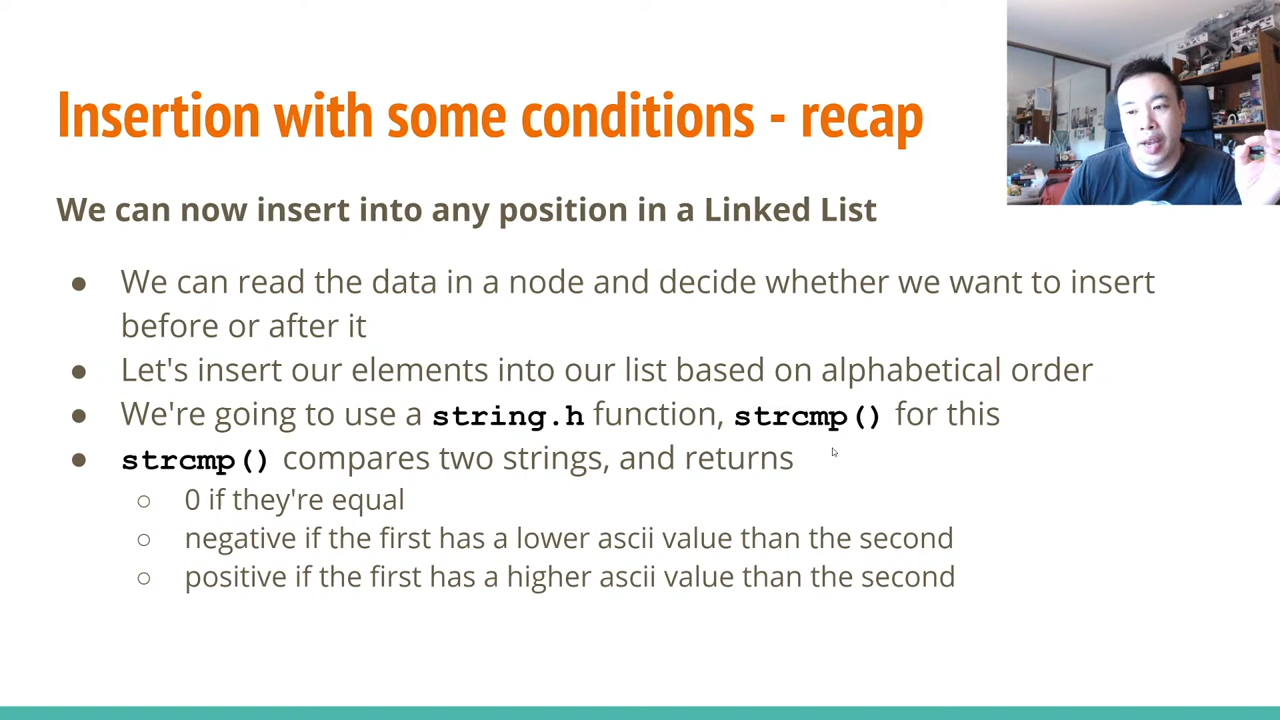 Insertion with some conditions - recap
We can now insert into any position in a Linked List
● We can read the data in a node and decide whether we want to insert
before or after it
● Let's insert our elements into our list based on alphabetical order
● We're going to use a string.h function, strcmp() for this
● strcmp() compares two strings, and returns
○ 0 if they're equal
○ negative if the first has a lower ascii value than the second
○ positive if the first has a higher ascii value than the second